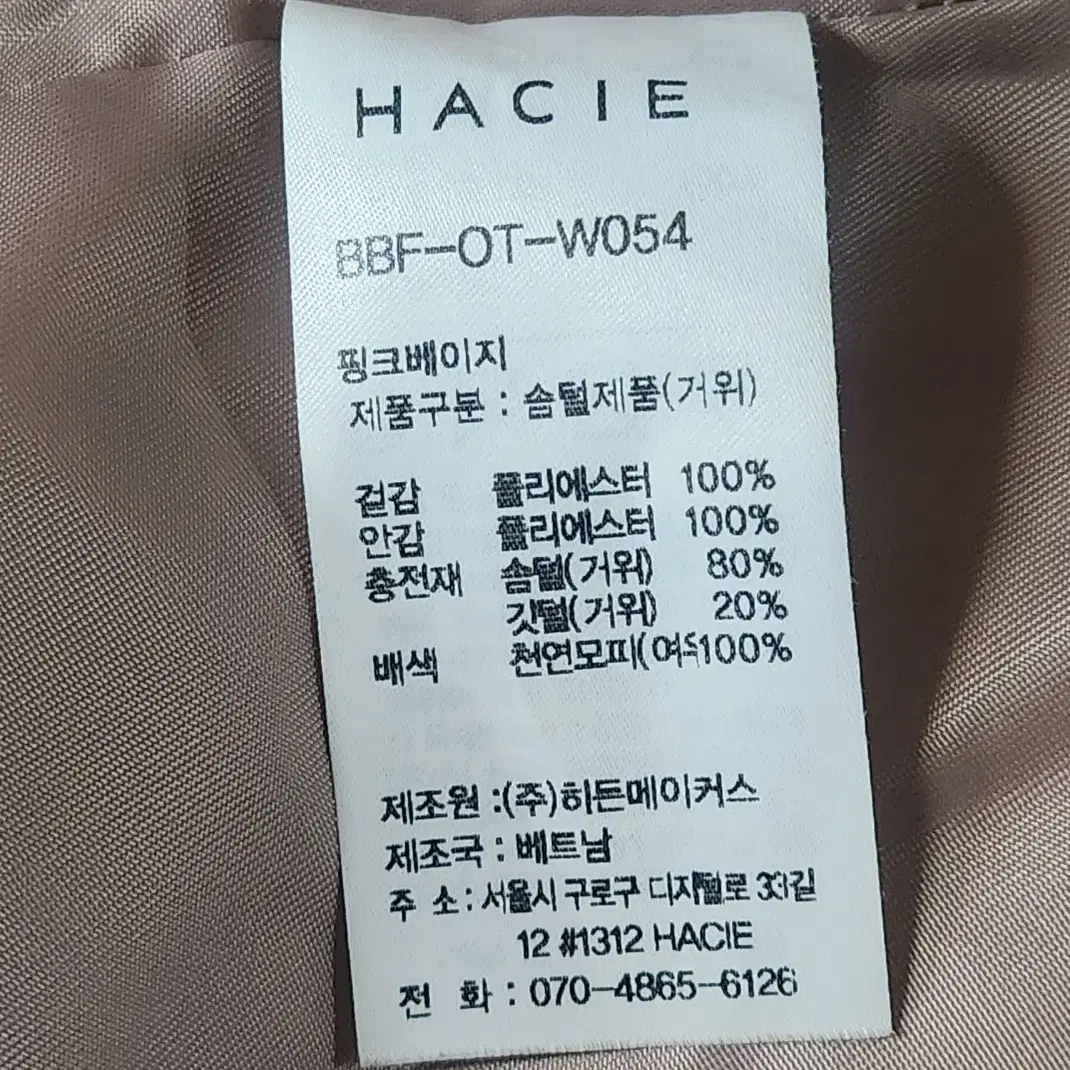 HACIE
BBF-OT-W054
핑크베이지
제품구분 : 솜털제품(거위)
겉감 폴리에스터 100%
안감 폴리에스터 100%
충전재 솜털(거위) 80%
깃털(거위) 20%
배색 천연모피(여 100%
제조원 :(주)히든메이커스
제조국 : 베트남
주 소 : 서울시 구로구 디지털로 33길
12 #1312 HACIE
전 화 : 070-4865-6126